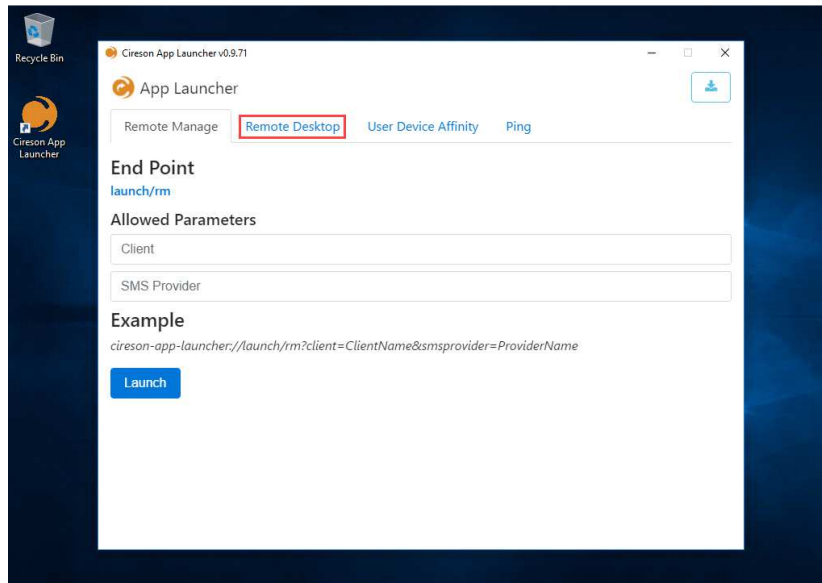 Recycle Bin
Cireson App
Launcher
Cireson App Launcher v0.9.71
App Launcher
Remote Manage Remote Desktop User Device Affinity Ping
End Point
launch/rm
Allowed Parameters
Client
SMS Provider
Example
cireson-app-launcher://launch/rm?client=ClientName&smsprovider=ProviderName
Launch